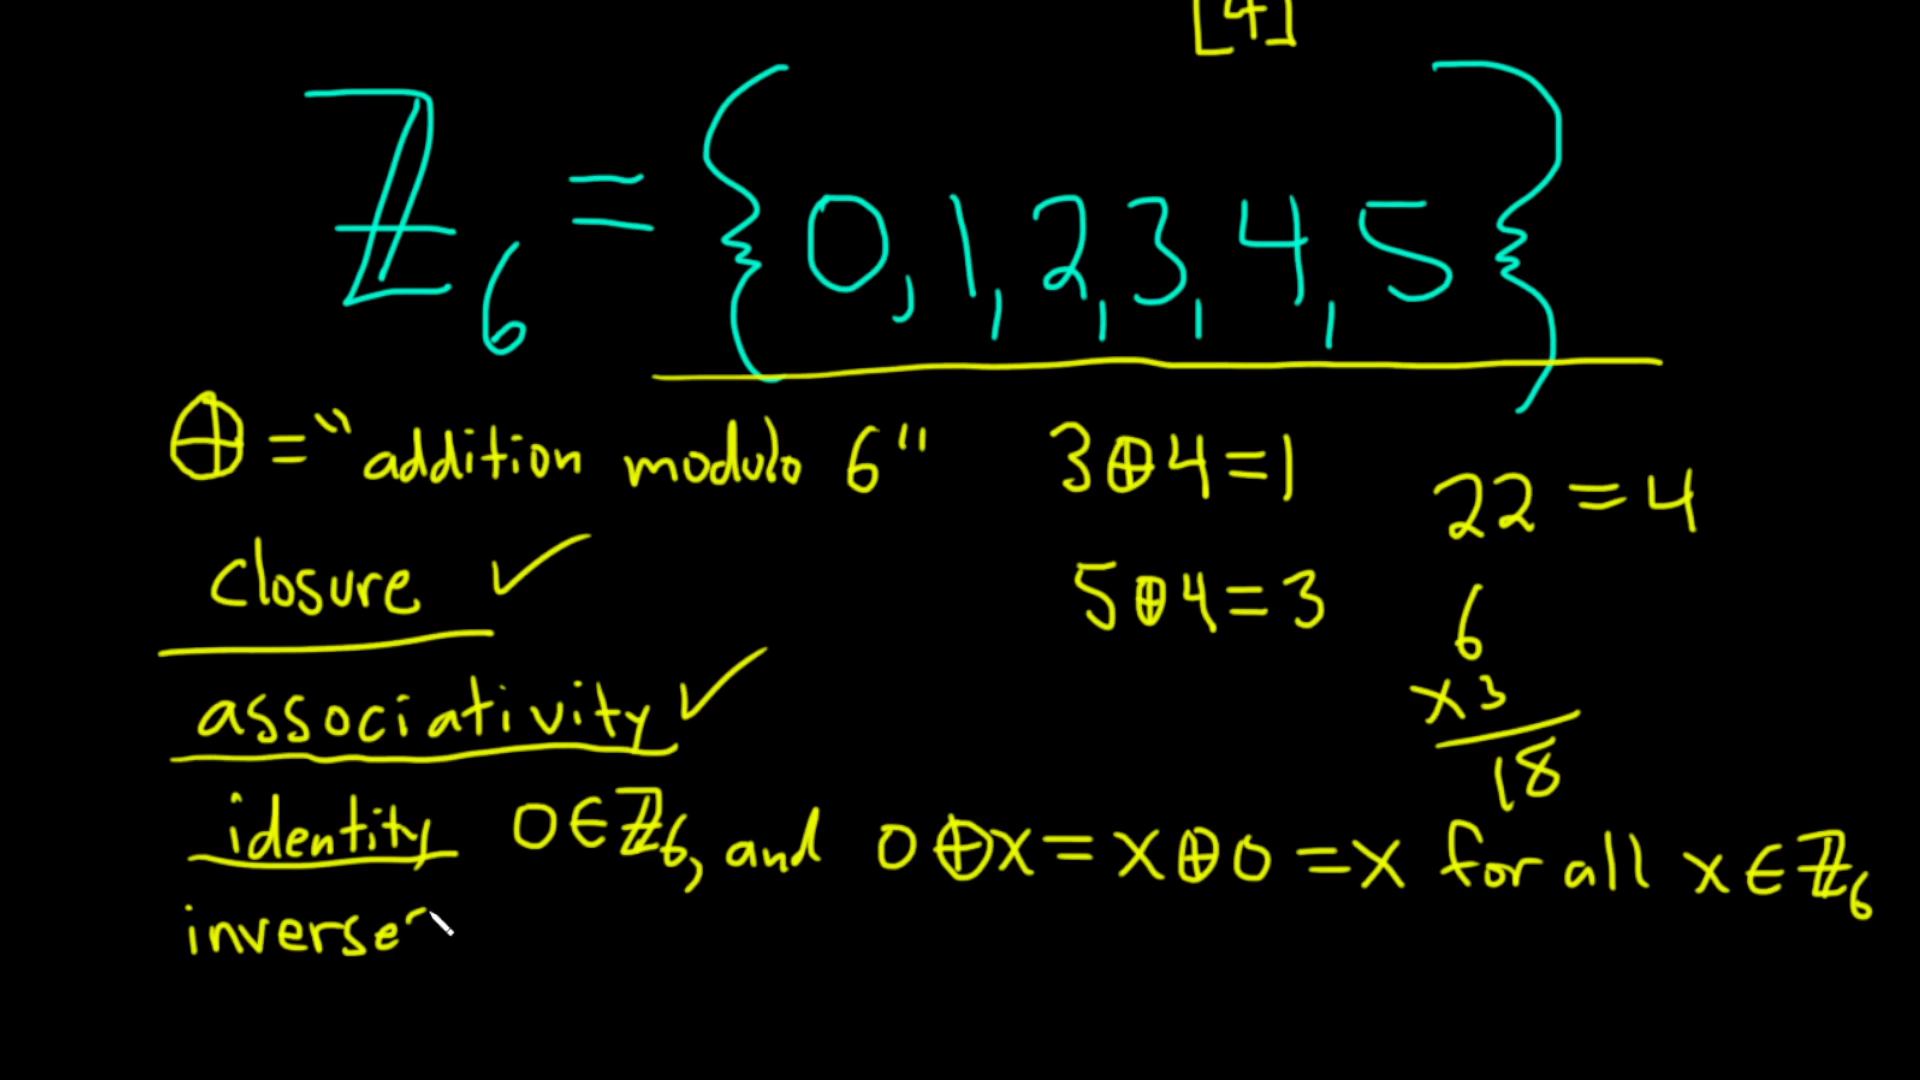 [4]
ℤ₆ = {0,1,2,3,4,5}
⊕ = "addition modulo 6" 3⊕4=1
22=4
closure ✓ 5⊕4=3
6
x3
18
associativity ✓
identity 0∈ℤ₆, and 0⊕x=x⊕0=x for all x∈ℤ₆
inverse